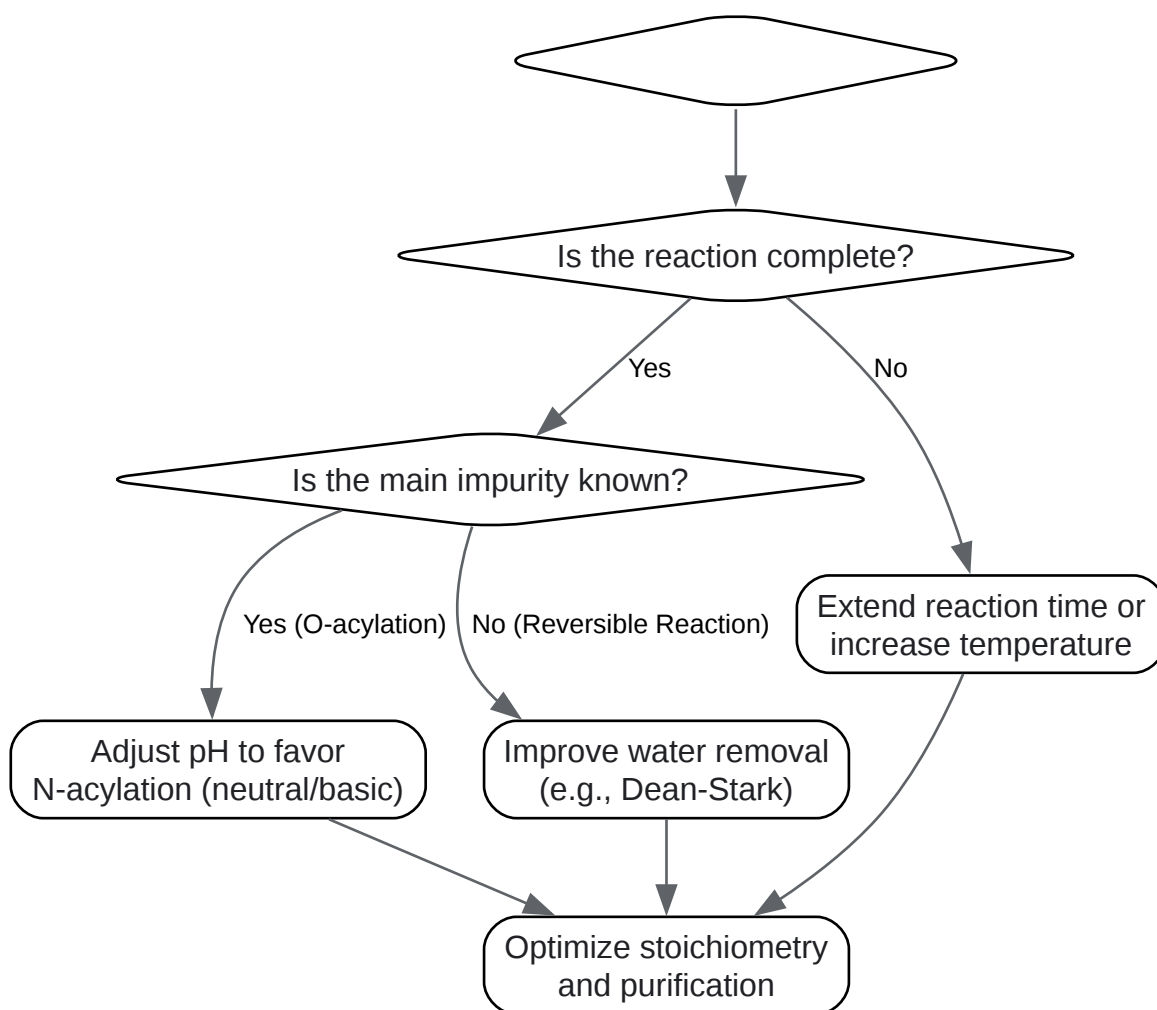 Is the reaction complete?
Yes
No
Is the main impurity known?
Yes (O-acylation)
No (Reversible Reaction)
Extend reaction time or
increase temperature
Adjust pH to favor
N-acylation (neutral/basic)
Improve water removal
(e.g., Dean-Stark)
Optimize stoichiometry
and purification